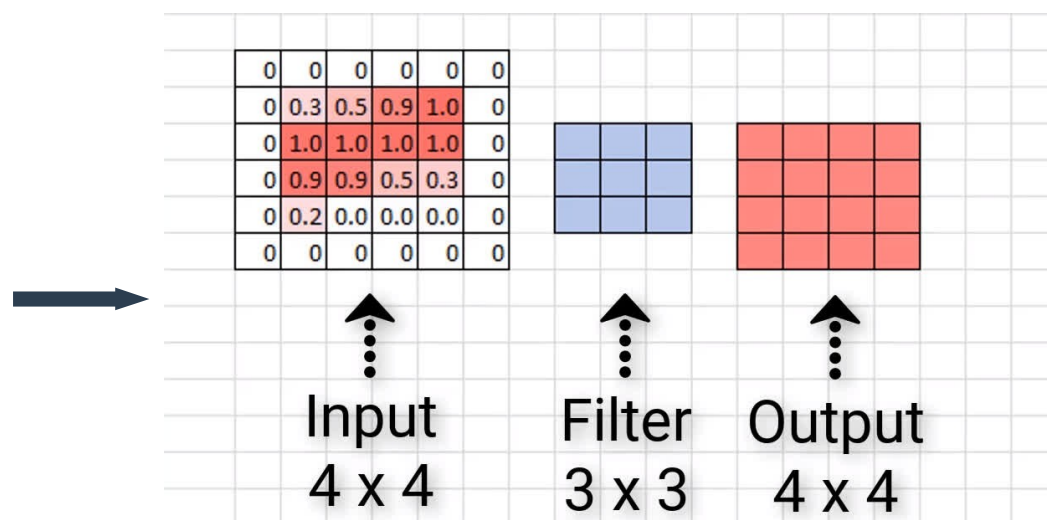 0 0 0 0 0 0
0 0.3 0.5 0.9 1.0 0
0 1.0 1.0 1.0 1.0 0
0 0.9 0.9 0.5 0.3 0
0 0.2 0.0 0.0 0.0 0
0 0 0 0 0 0
Input Filter Output
4 x 4 3 x 3 4 x 4